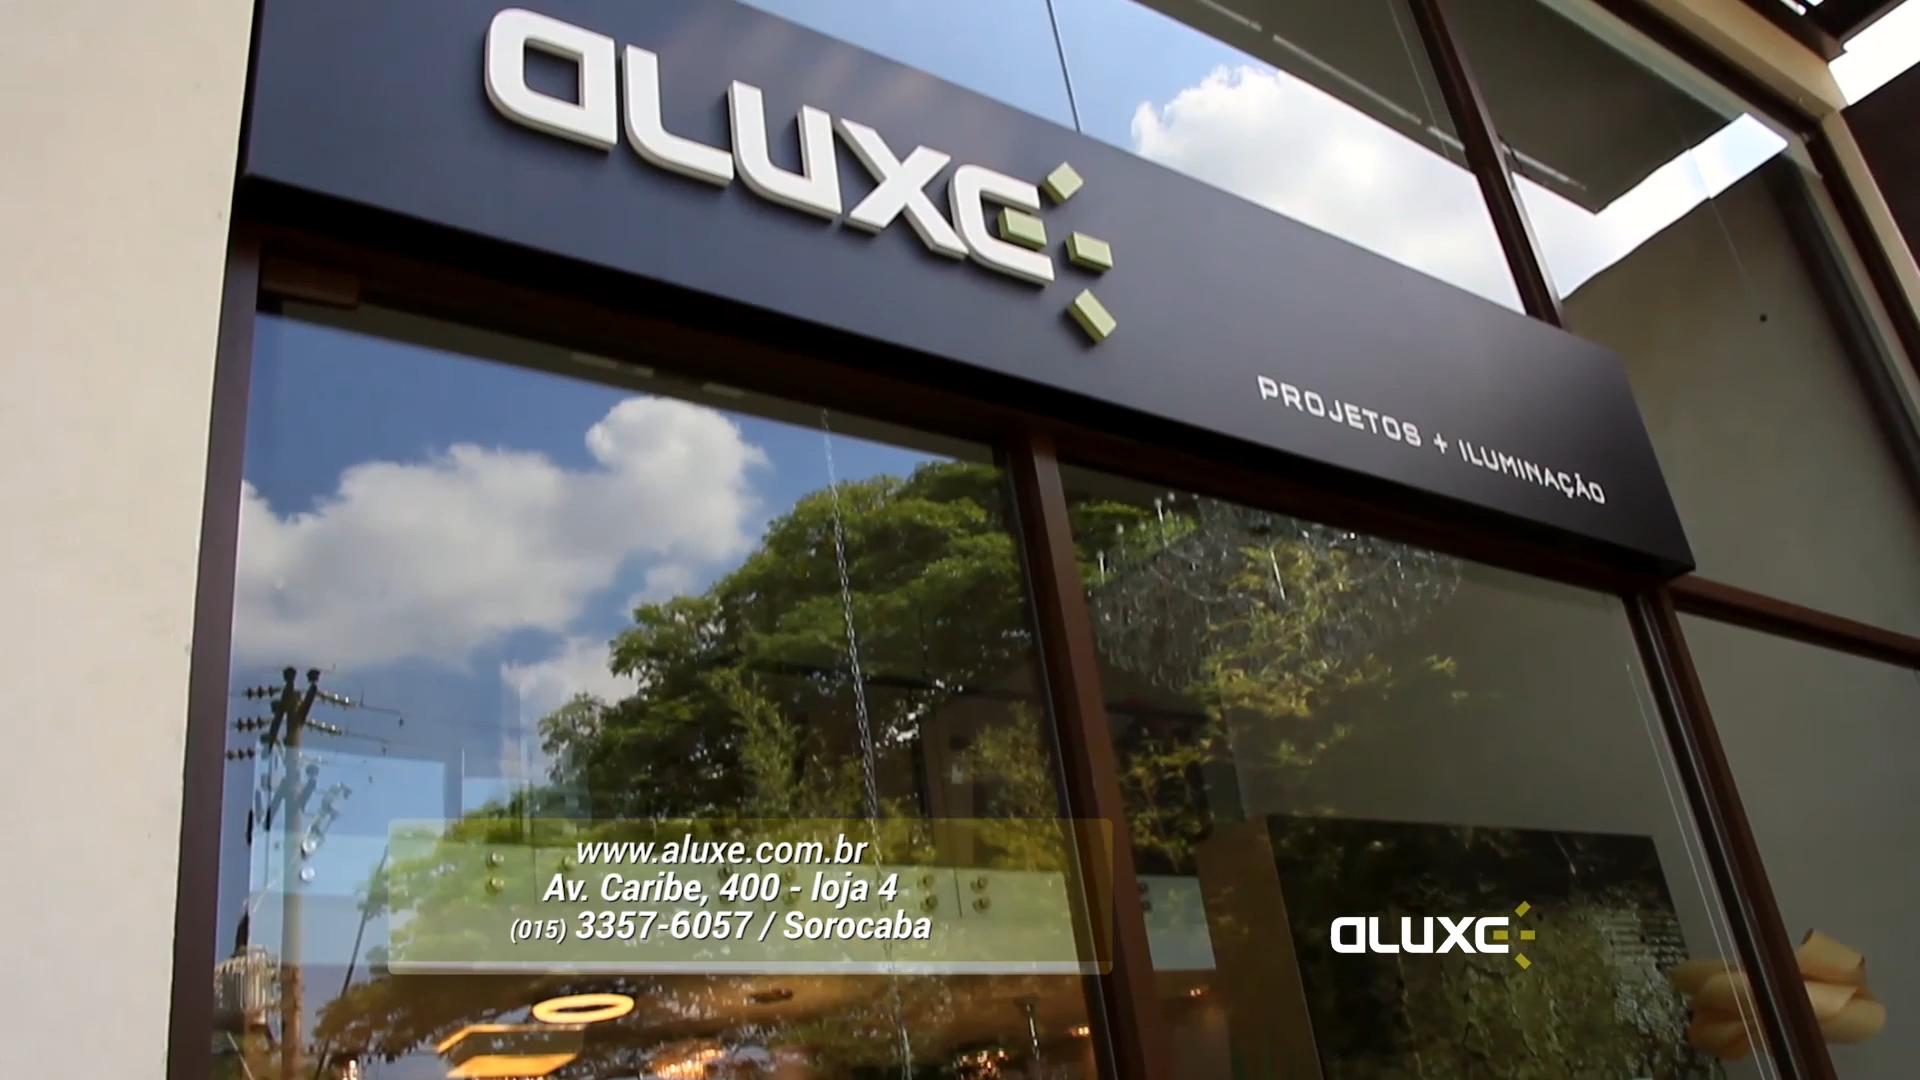 aLUXE
PROJETOS + ILUMINAÇÃO
www.aluxe.com.br
Av. Caribe, 400 - loja 4
(015) 3357-6057 / Sorocaba
aLUXE